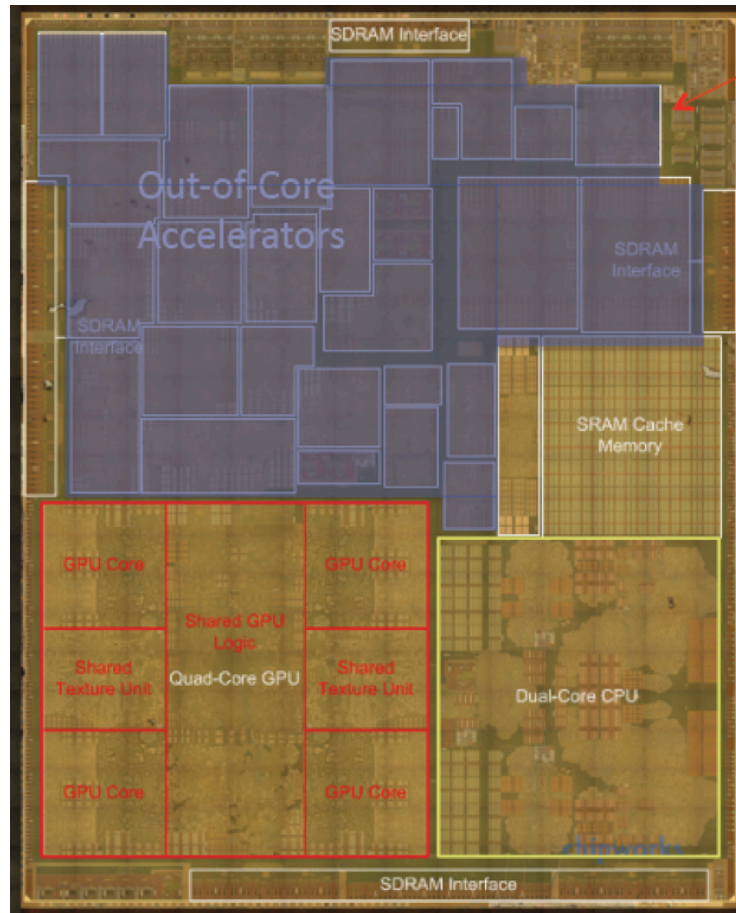 SDRAM Interface
Out-of-Core
Accelerators
SDRAM
Interface
SDRAM
Interface
SRAM Cache
Memory
GPU Core
GPU Core
Shared GPU
Logic
Shared
Texture Unit
Quad-Core GPU
Shared
Texture Unit
Dual-Core CPU
GPU Core
GPU Core
chipworks
SDRAM Interface